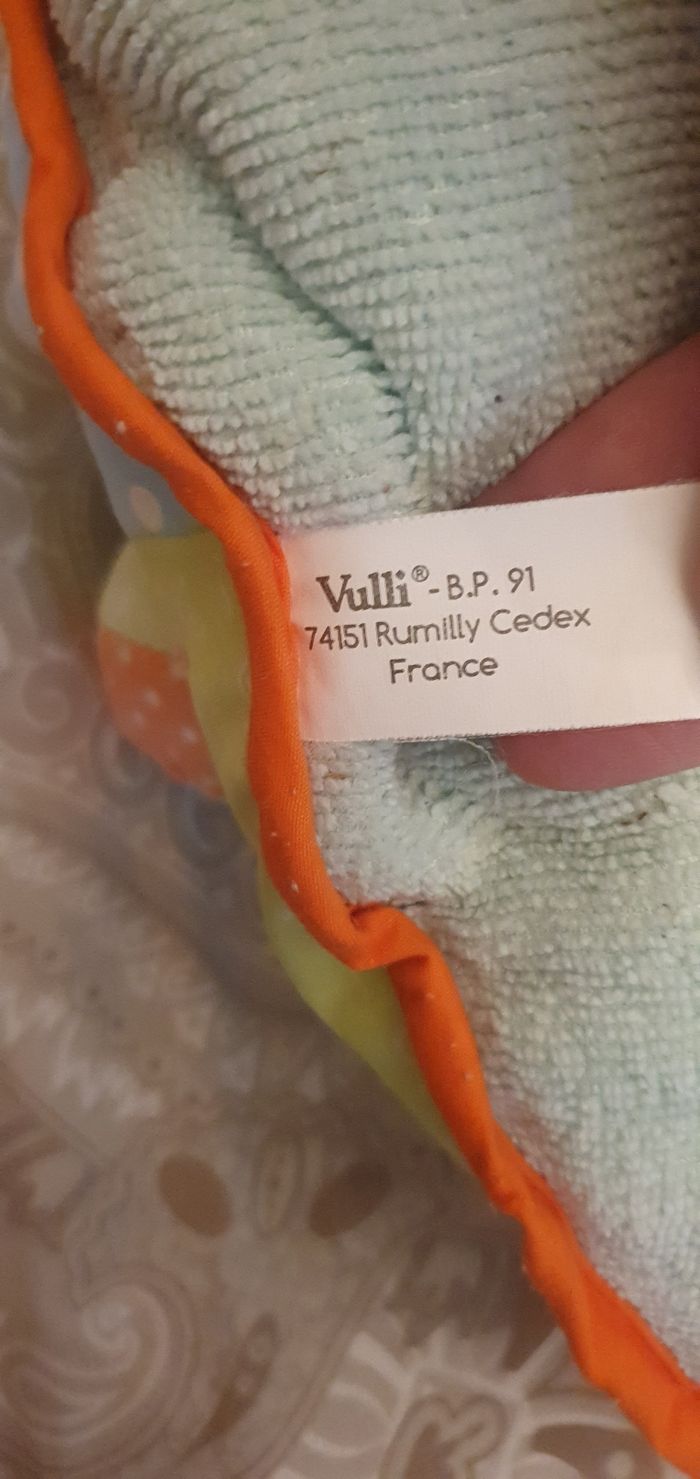 Vulli®- B.P. 91
74151 Rumilly Cedex
France